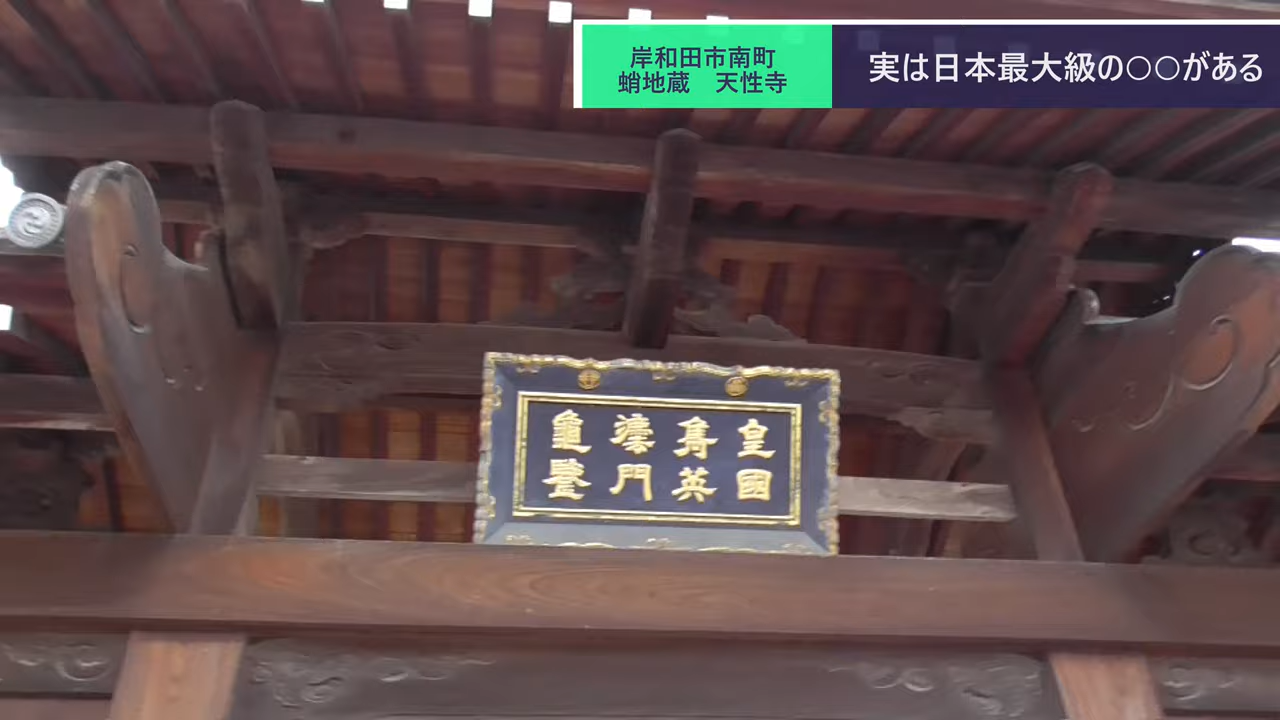 岸和田市南町
蛸地蔵　天性寺
実は日本最大級の○○がある
皇國
英
門
龜鑒